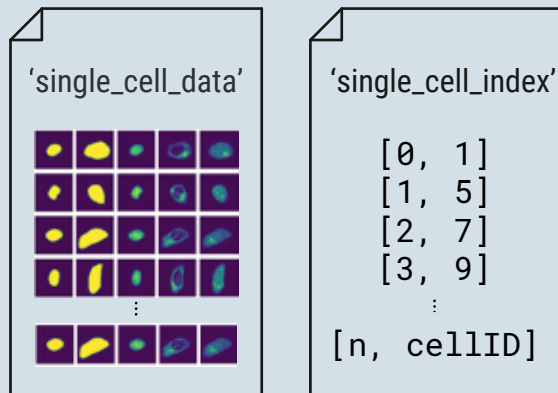 ‘single_cell_data’
‘single_cell_index’
[0, 1]
[1, 5]
[2, 7]
[3, 9]
⋮
[n, cellID]